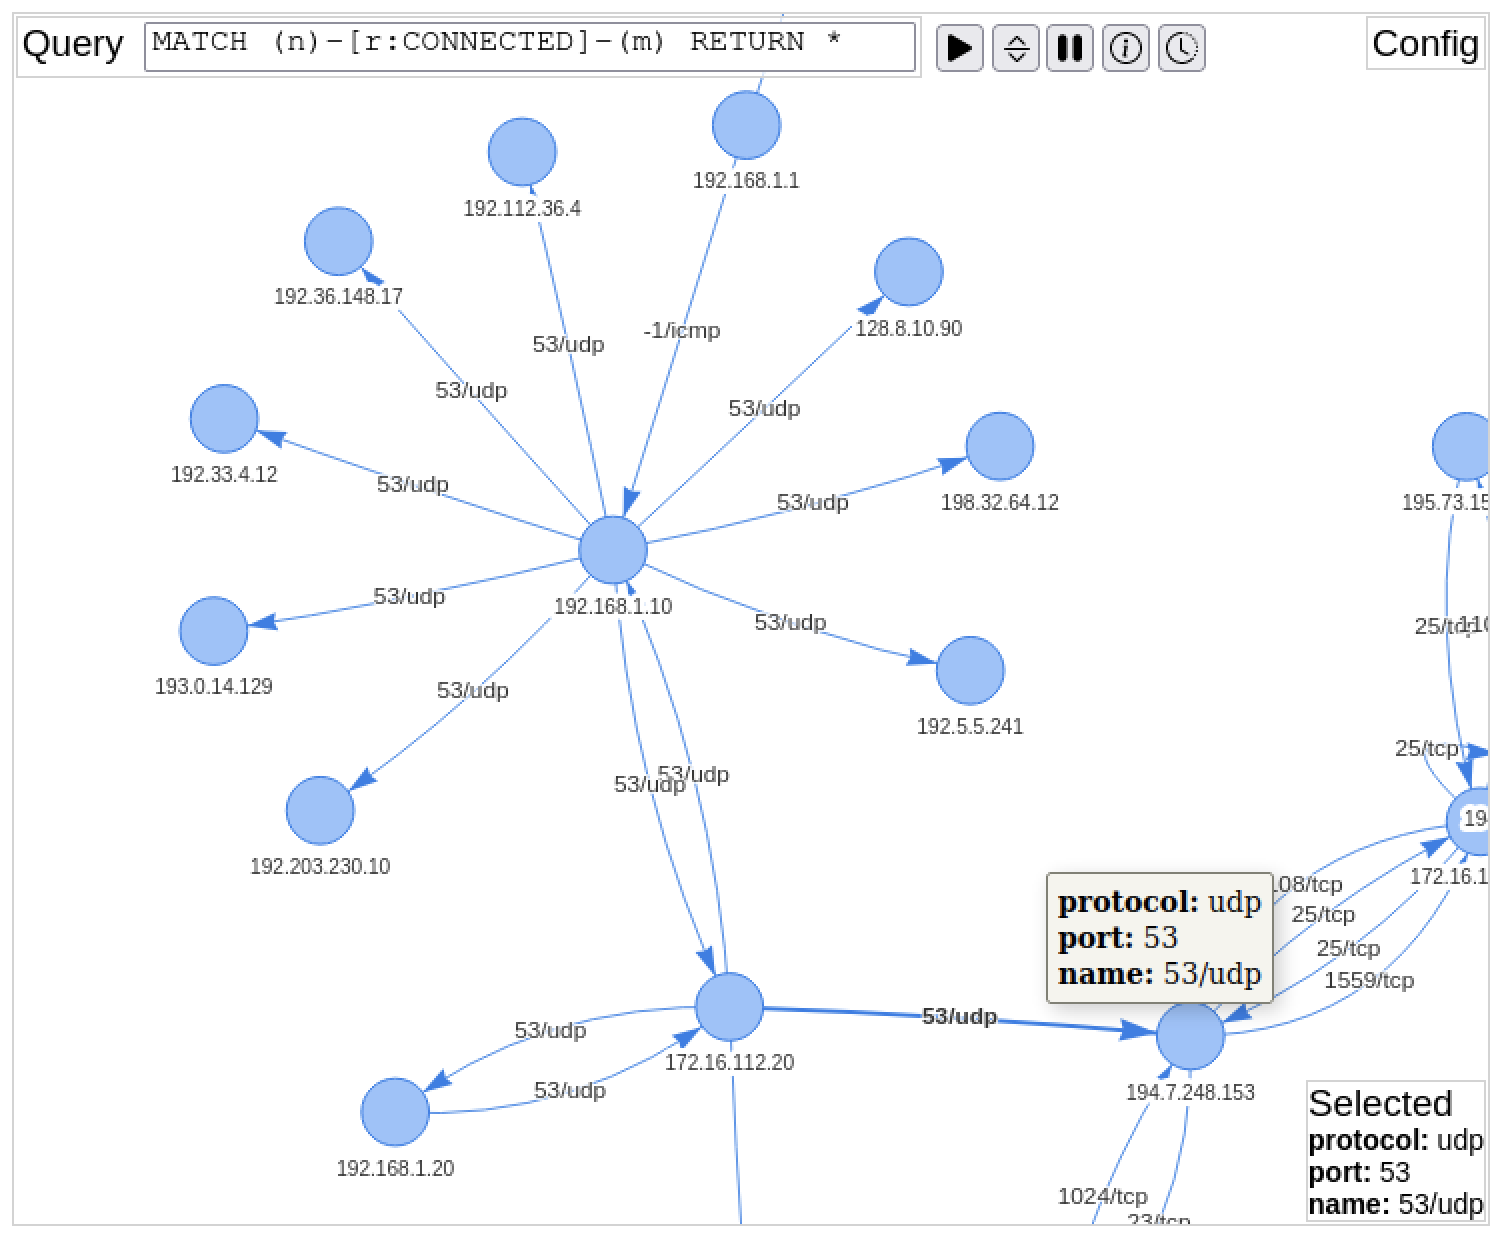 Query MATCH (n)-[r:CONNECTED]-(m) RETURN * Config
192.168.1.1
192.112.36.4
192.36.148.17
128.8.10.90
-1/icmp
53/udp
53/udp
53/udp
192.33.4.12
53/udp
53/udp
198.32.64.12
195.73.15
192.168.1.10
53/udp
53/udp
25/tcp
110
193.0.14.129
53/udp
192.5.5.241
25/tcp
53/udp
53/udp
192.203.230.10
19
172.16.1
protocol: udp
port: 53
name: 53/udp
08/tcp
25/tcp
25/tcp
1559/tcp
53/udp
53/udp
172.16.112.20
53/udp
194.7.248.153
192.168.1.20
1024/tcp
23/tcp
Selected
protocol: udp
port: 53
name: 53/udp